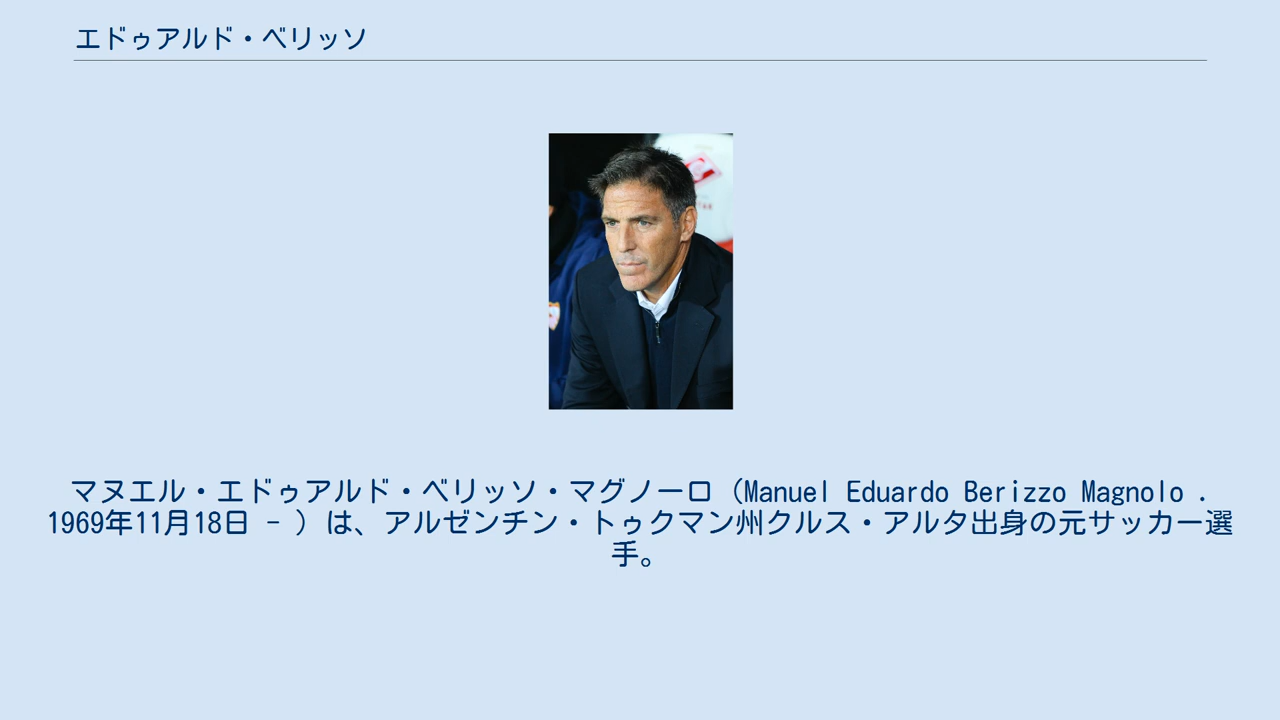 エドゥアルド・ベリッソ
マヌエル・エドゥアルド・ベリッソ・マグノーロ (Manuel Eduardo Berizzo Magnolo .
1969年11月18日 - ) は、アルゼンチン・トゥクマン州クルス・アルタ出身の元サッカー選
手。